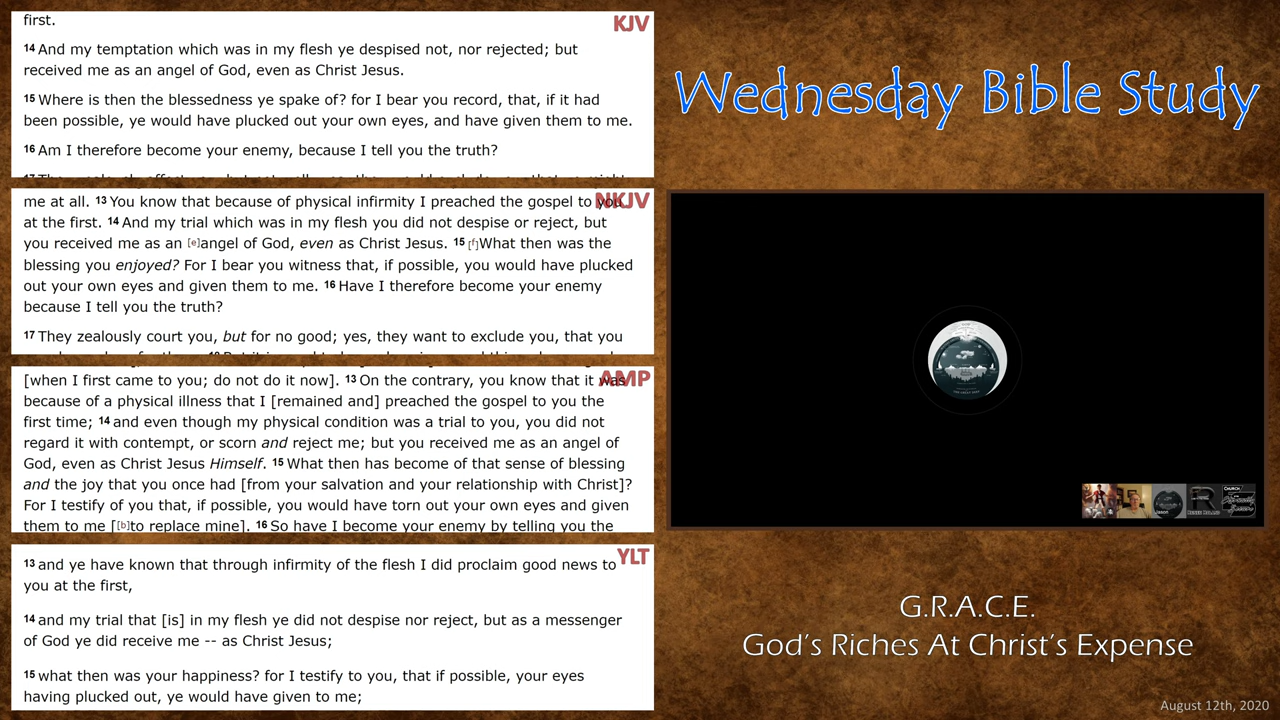 first.
KJV
14 And my temptation which was in my flesh ye despised not, nor rejected; but
received me as an angel of God, even as Christ Jesus.
15 Where is then the blessedness ye spake of? for I bear you record, that, if it had
been possible, ye would have plucked out your own eyes, and have given them to me.
16 Am I therefore become your enemy, because I tell you the truth?
NKJV
me at all. 13 You know that because of physical infirmity I preached the gospel to you
at the first. 14 And my trial which was in my flesh you did not despise or reject, but
you received me as an [e]angel of God, even as Christ Jesus. 15 [f]What then was the
blessing you enjoyed? For I bear you witness that, if possible, you would have plucked
out your own eyes and given them to me. 16 Have I therefore become your enemy
because I tell you the truth?
17 They zealously court you, but for no good; yes, they want to exclude you, that you
AMP
[when I first came to you; do not do it now]. 13 On the contrary, you know that it was
because of a physical illness that I [remained and] preached the gospel to you the
first time; 14 and even though my physical condition was a trial to you, you did not
regard it with contempt, or scorn and reject me; but you received me as an angel of
God, even as Christ Jesus Himself. 15 What then has become of that sense of blessing
and the joy that you once had [from your salvation and your relationship with Christ]?
For I testify of you that, if possible, you would have torn out your own eyes and given
them to me [[b]to replace mine]. 16 So have I become your enemy by telling you the
YLT
13 and ye have known that through infirmity of the flesh I did proclaim good news to
you at the first,
14 and my trial that [is] in my flesh ye did not despise nor reject, but as a messenger
of God ye did receive me -- as Christ Jesus;
15 what then was your happiness? for I testify to you, that if possible, your eyes
having plucked out, ye would have given to me;
Wednesday Bible Study
Jason
G.R.A.C.E.
God's Riches At Christ's Expense
August 12th, 2020